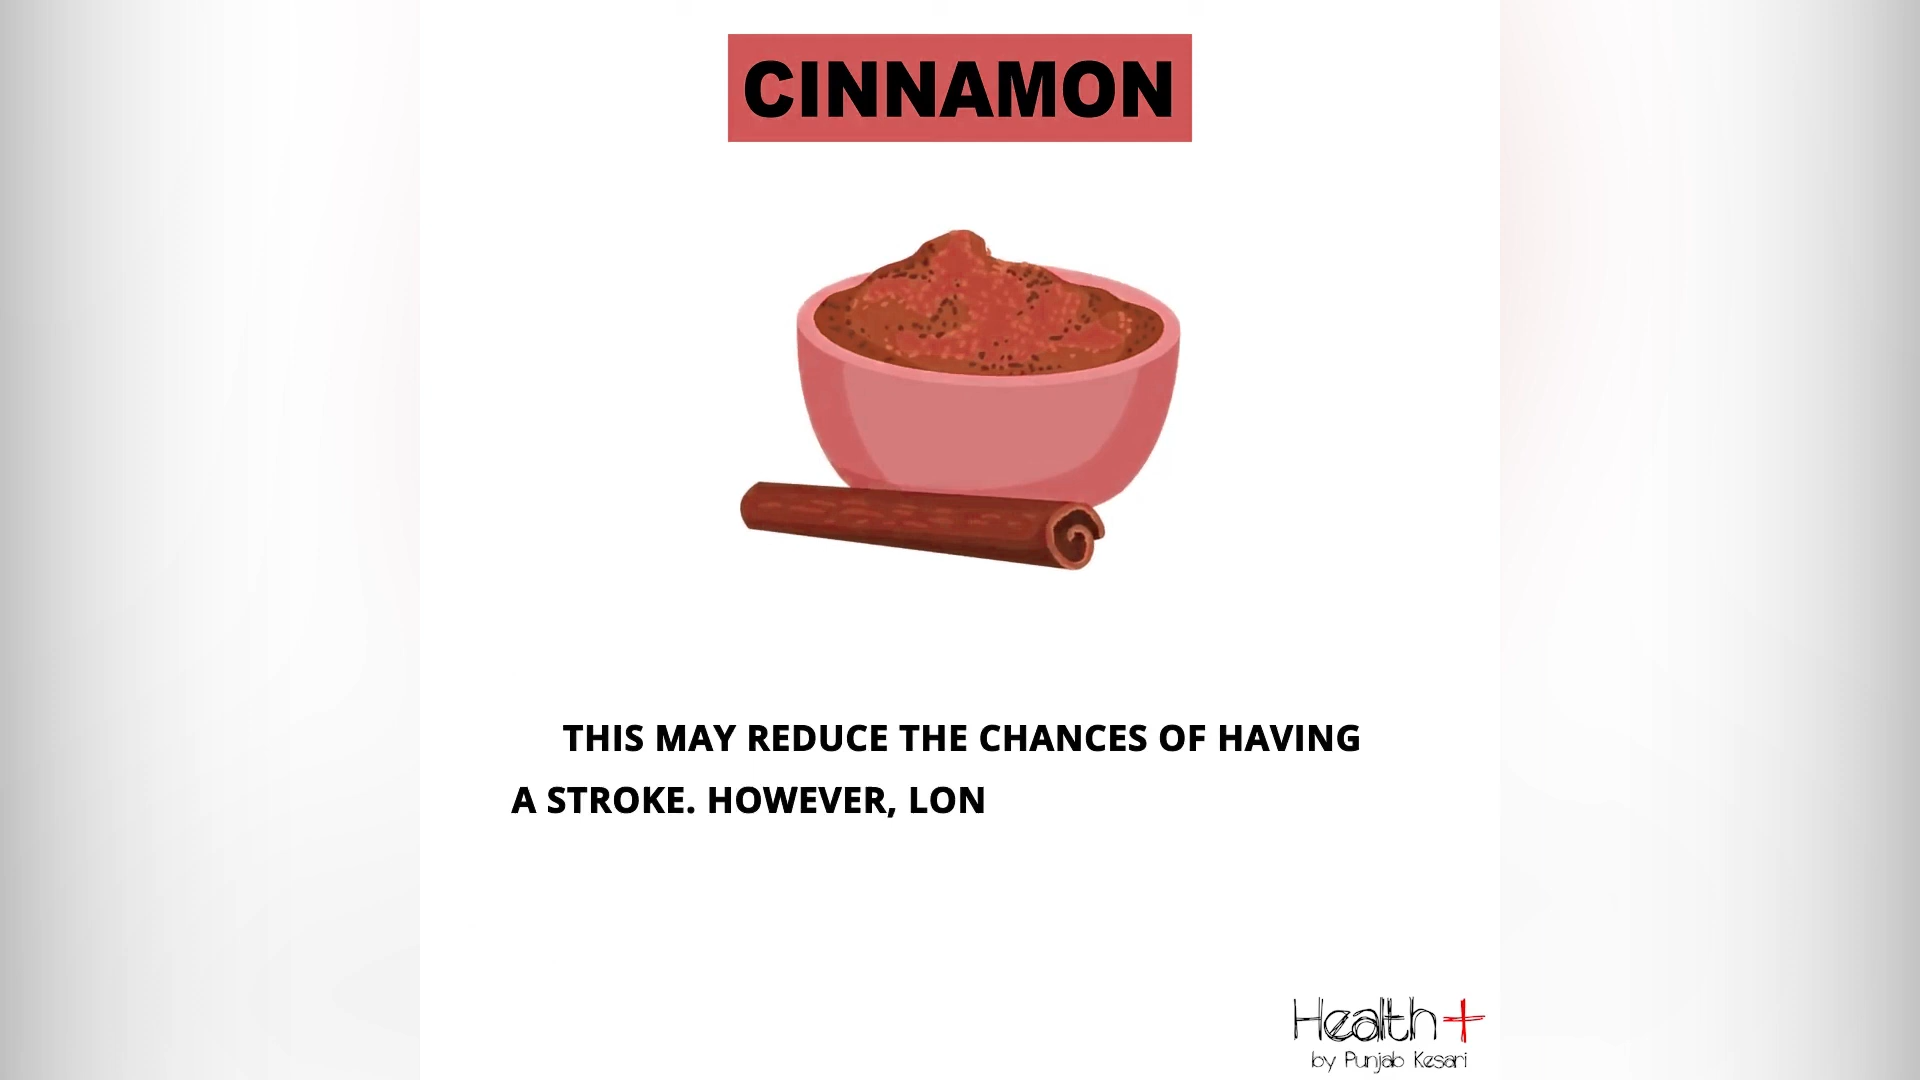 CINNAMON
THIS MAY REDUCE THE CHANCES OF HAVING
A STROKE. HOWEVER, LON
Health+
by Punjab Kesari